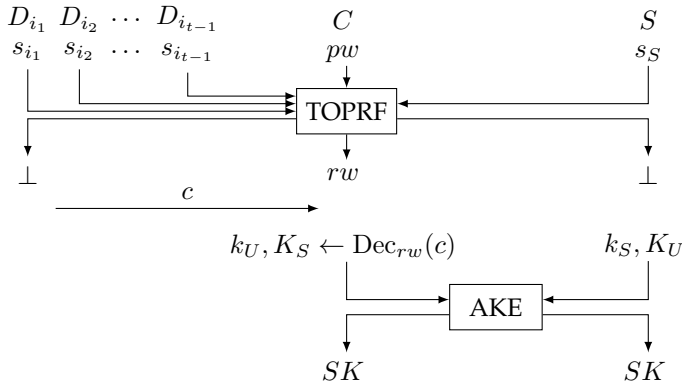 D_{i_1} D_{i_2} ⋯ D_{i_{t−1}} C S
s_{i_1} s_{i_2} ⋯ s_{i_{t−1}} pw s_S
TOPRF
⊥ rw ⊥
c
k_U, K_S ← Dec_{rw}(c) k_S, K_U
AKE
SK SK